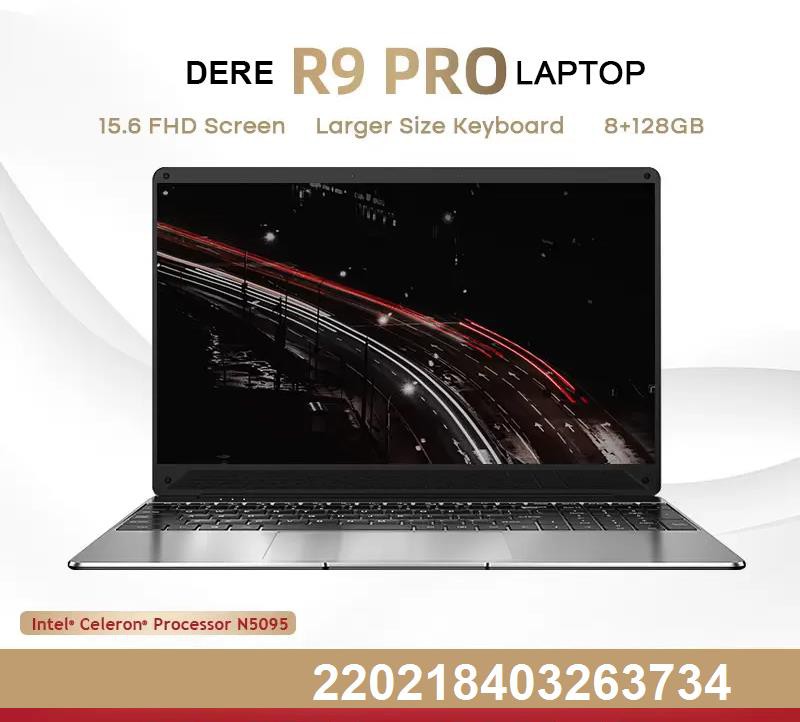 DERE R9 PRO LAPTOP
15.6 FHD Screen Larger Size Keyboard 8+128GB
Intel® Celeron® Processor N5095
220218403263734